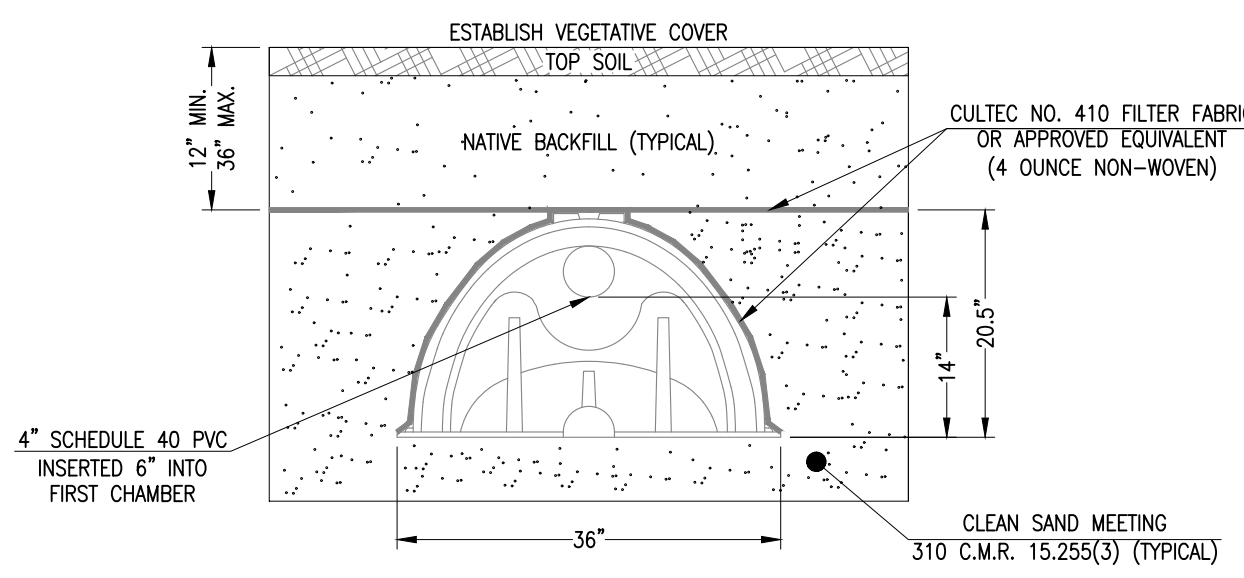 ESTABLISH VEGETATIVE COVER
TOP SOIL
12" MIN.
36" MAX.
NATIVE BACKFILL (TYPICAL)
CULTEC NO. 410 FILTER FABRIC
OR APPROVED EQUIVALENT
(4 OUNCE NON-WOVEN)
14"
20.5"
4" SCHEDULE 40 PVC
INSERTED 6" INTO
FIRST CHAMBER
36"
CLEAN SAND MEETING
310 C.M.R. 15.255(3) (TYPICAL)